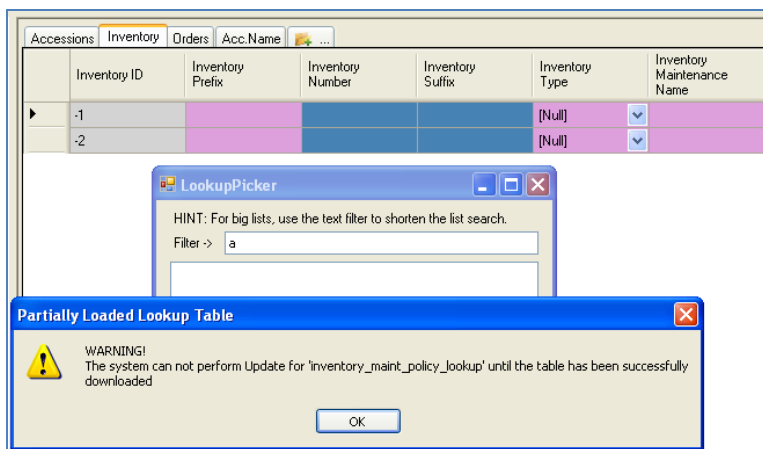 Accessions Inventory Orders Acc.Name ...
Inventory ID Inventory Prefix Inventory Number Inventory Suffix Inventory Type Inventory Maintenance Name
-1 [Null]
-2 [Null]
LookupPicker
HINT: For big lists, use the text filter to shorten the list search.
Filter -> a
Partially Loaded Lookup Table
WARNING!
The system can not perform Update for 'inventory_maint_policy_lookup' until the table has been successfully
downloaded
OK